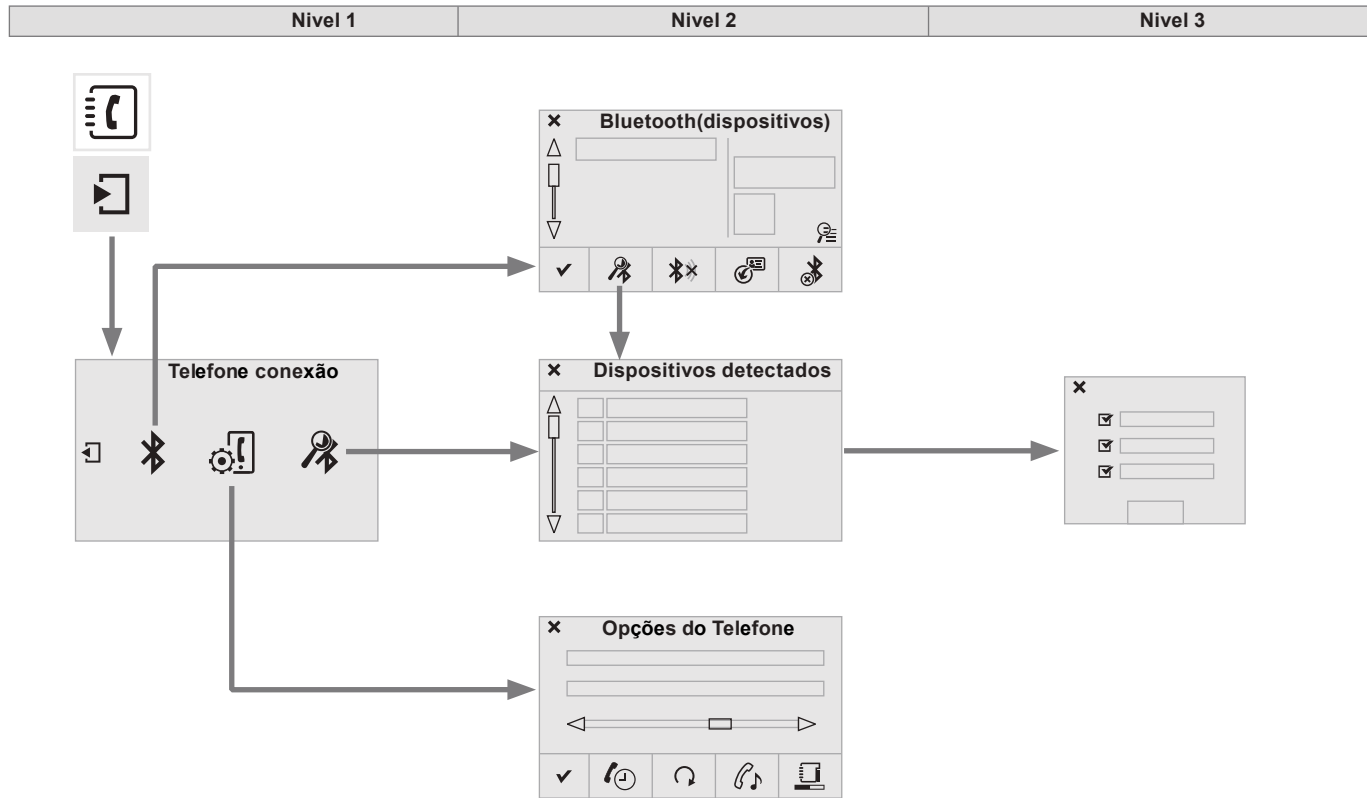 Nivel 1
Nivel 2
Nivel 3
Bluetooth(dispositivos)
Telefone conexão
Dispositivos detectados
Opções do Telefone